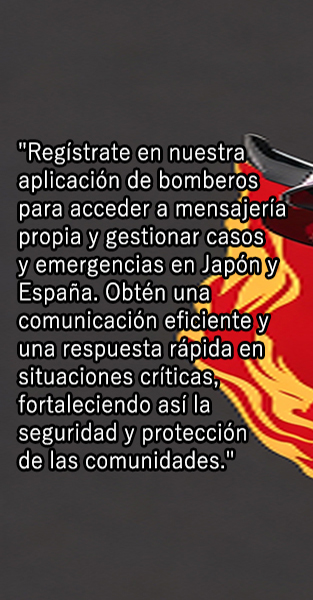 "Regístrate en nuestra
aplicación de bomberos
para acceder a mensajería
propia y gestionar casos
y emergencias en Japón y
España. Obtén una
comunicación eficiente y
una respuesta rápida en
situaciones críticas,
fortaleciendo así la
seguridad y protección
de las comunidades."